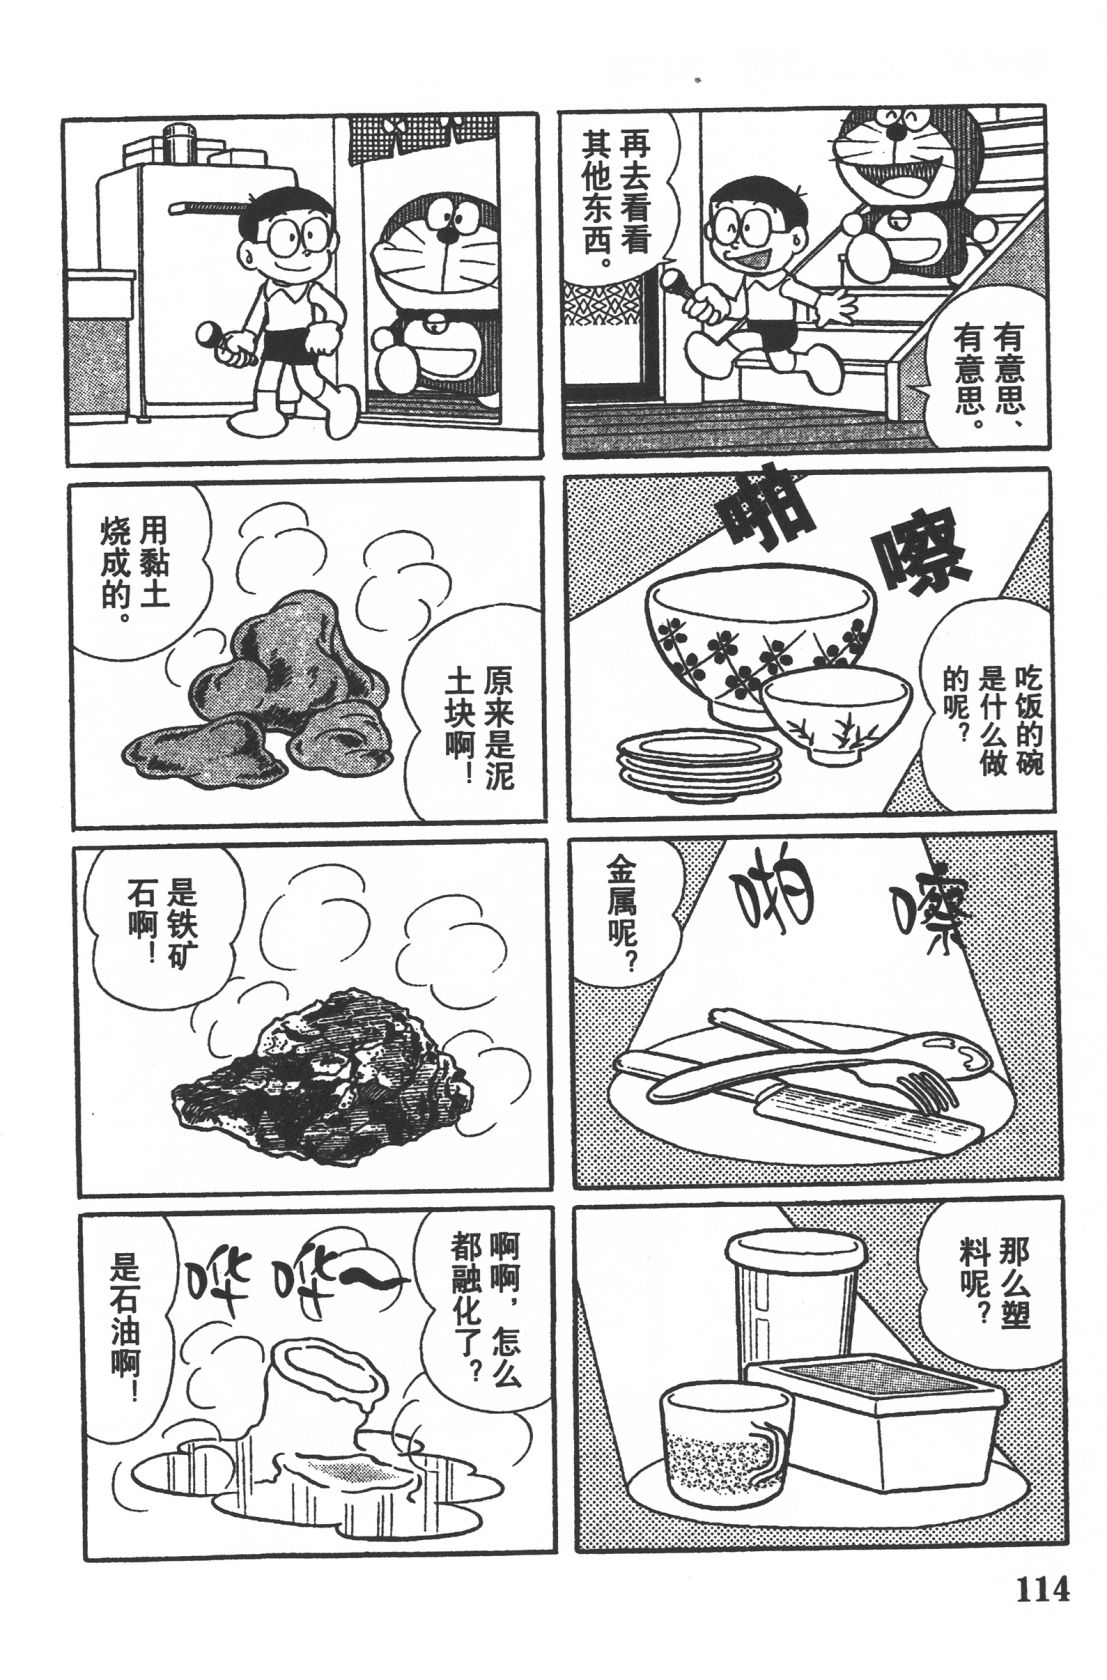 再去看看
其他东西。
有意思、
有意思。
啪
嚓
吃饭的碗
是什么做
的呢？
原来是泥
土块啊！
用黏土
烧成的。
金属呢？
啪
嚓
是铁矿
石啊！
那么塑
料呢？
啊啊，怎么
都融化了？
哗 哗～
是石油啊！
114